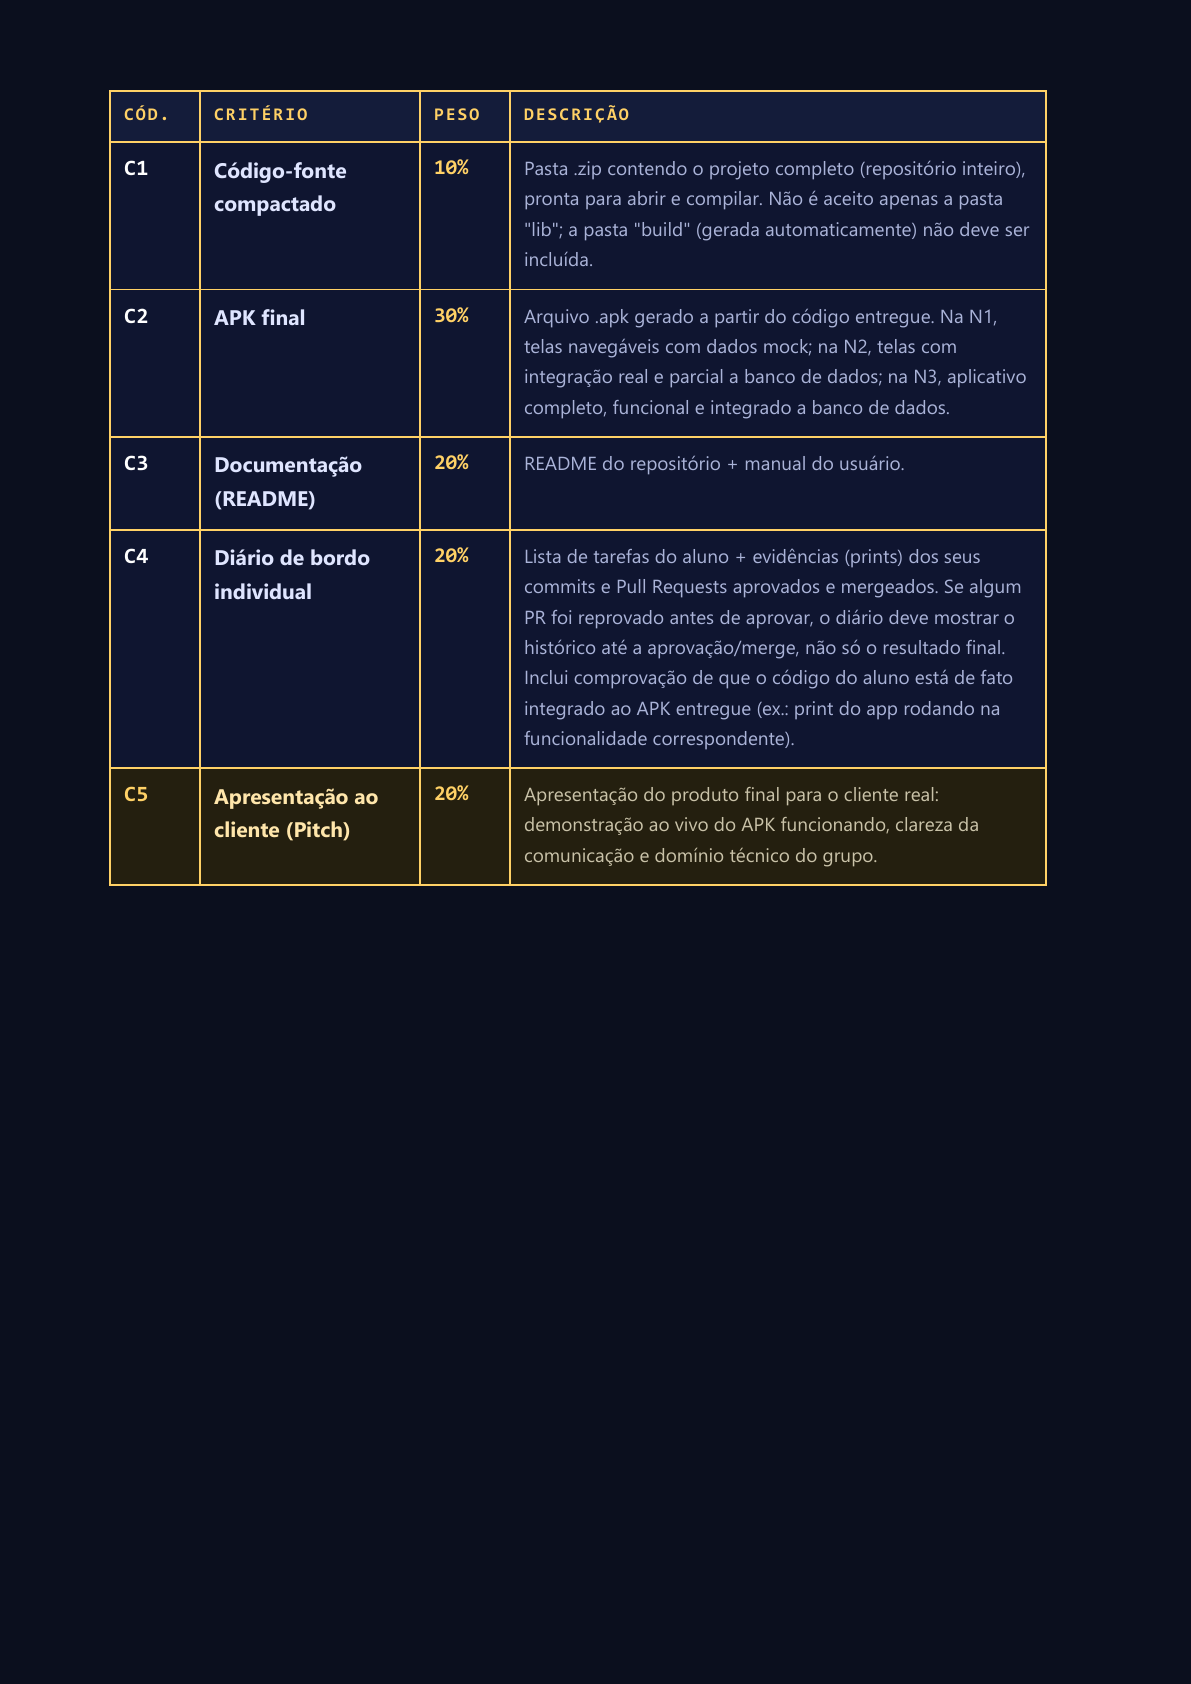 CÓD. CRITÉRIO PESO DESCRIÇÃO
C1 Código-fonte compactado 10% Pasta .zip contendo o projeto completo (repositório inteiro),
pronta para abrir e compilar. Não é aceito apenas a pasta
"lib"; a pasta "build" (gerada automaticamente) não deve ser
incluída.
C2 APK final 30% Arquivo .apk gerado a partir do código entregue. Na N1,
telas navegáveis com dados mock; na N2, telas com
integração real e parcial a banco de dados; na N3, aplicativo
completo, funcional e integrado a banco de dados.
C3 Documentação (README) 20% README do repositório + manual do usuário.
C4 Diário de bordo individual 20% Lista de tarefas do aluno + evidências (prints) dos seus
commits e Pull Requests aprovados e mergeados. Se algum
PR foi reprovado antes de aprovar, o diário deve mostrar o
histórico até a aprovação/merge, não só o resultado final.
Inclui comprovação de que o código do aluno está de fato
integrado ao APK entregue (ex.: print do app rodando na
funcionalidade correspondente).
C5 Apresentação ao cliente (Pitch) 20% Apresentação do produto final para o cliente real:
demonstração ao vivo do APK funcionando, clareza da
comunicação e domínio técnico do grupo.